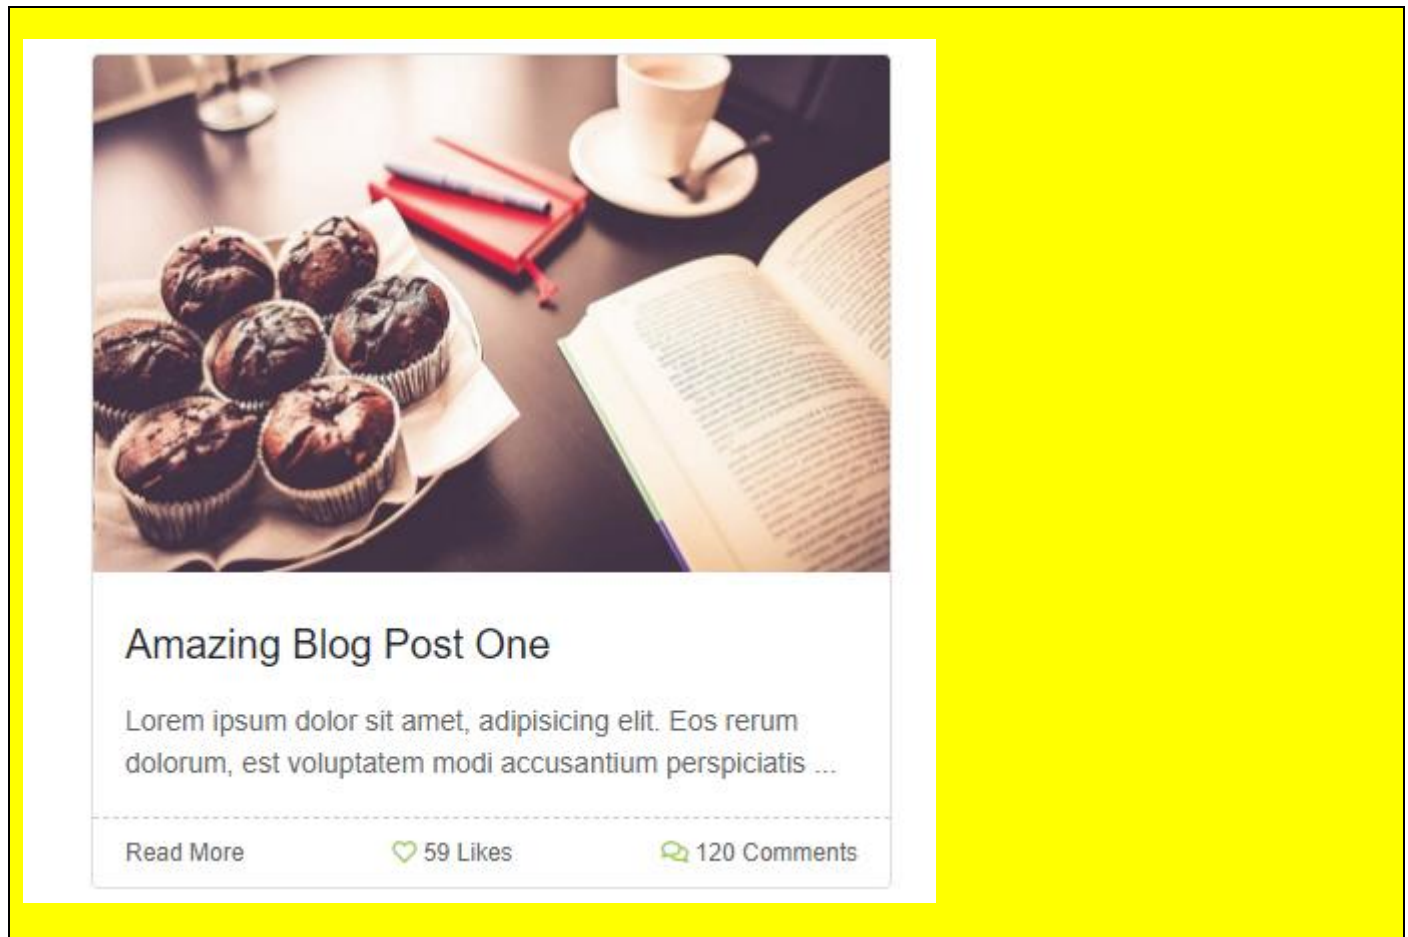 Amazing Blog Post One
Lorem ipsum dolor sit amet, adipisicing elit. Eos rerum
dolorum, est voluptatem modi accusantium perspiciatis ...
Read More 59 Likes 120 Comments